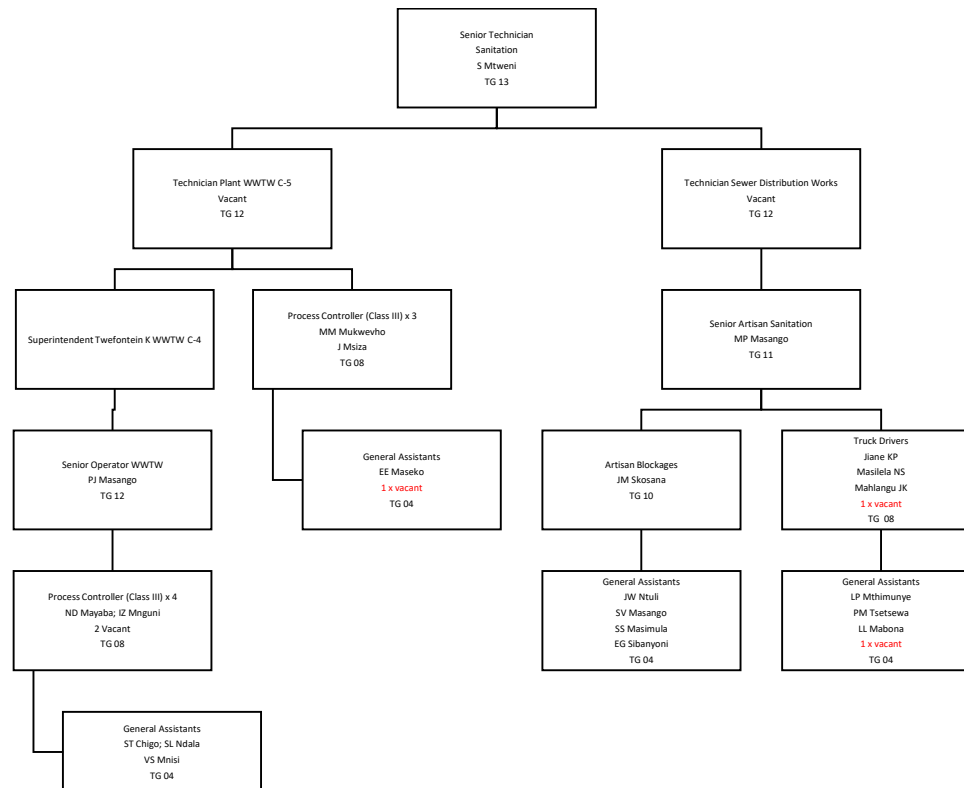 Senior Technician
Sanitation
S Mtweni
TG 13
Technician Plant WWTW C-5
Vacant
TG 12
Technician Sewer Distribution Works
Vacant
TG 12
Superintendent Twefontein K WWTW C-4
Process Controller (Class III) x 3
MM Mukwevho
J Msiza
TG 08
Senior Artisan Sanitation
MP Masango
TG 11
Senior Operator WWTW
PJ Masango
TG 12
General Assistants
EE Maseko
1 x vacant
TG 04
Artisan Blockages
JM Skosana
TG 10
Truck Drivers
Jiane KP
Masilela NS
Mahlangu JK
1 x vacant
TG  08
Process Controller (Class III) x 4
ND Mayaba; IZ Mnguni
2 Vacant
TG 08
General Assistants
JW Ntuli
SV Masango
SS Masimula
EG Sibanyoni
TG 04
General Assistants
LP Mthimunye
PM Tsetsewa
LL Mabona
1 x vacant
TG 04
General Assistants
ST Chigo; SL Ndala
VS Mnisi
TG 04